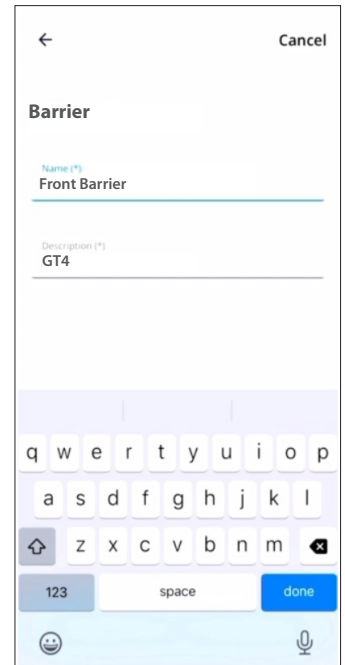 Cancel
Barrier
Name (*)
Front Barrier
Description (*)
GT4
q w e r t y u i o p
a s d f g h j k l
z x c v b n m
123 space done